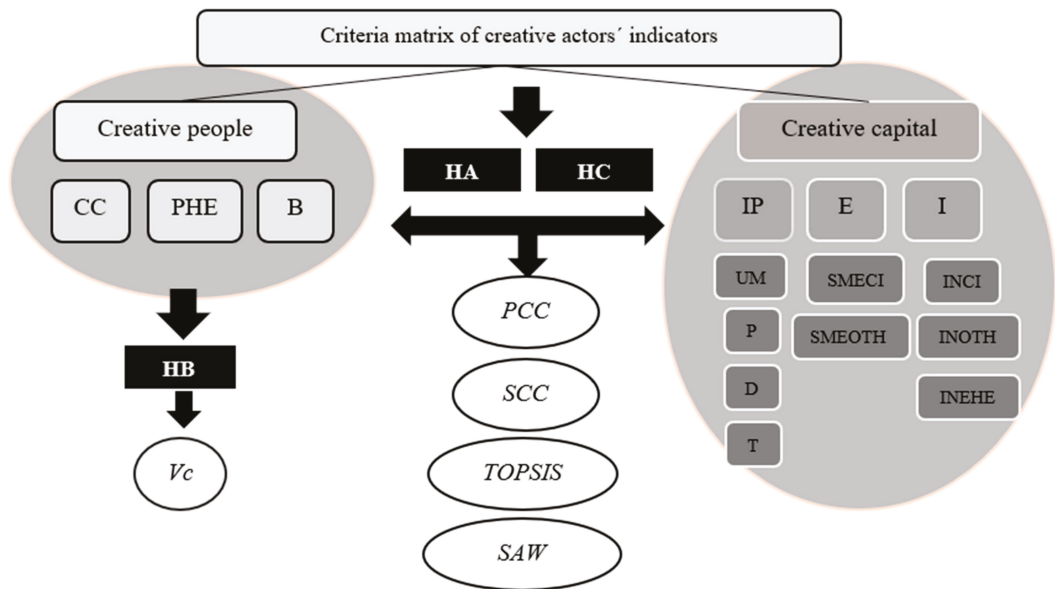 Criteria matrix of creative actors´ indicators
Creative people
CC
PHE
B
HB
Vc
HA
HC
PCC
SCC
TOPSIS
SAW
Creative capital
IP
E
I
UM
SMECI
INCI
P
SMEOTH
INOTH
D
INEHE
T